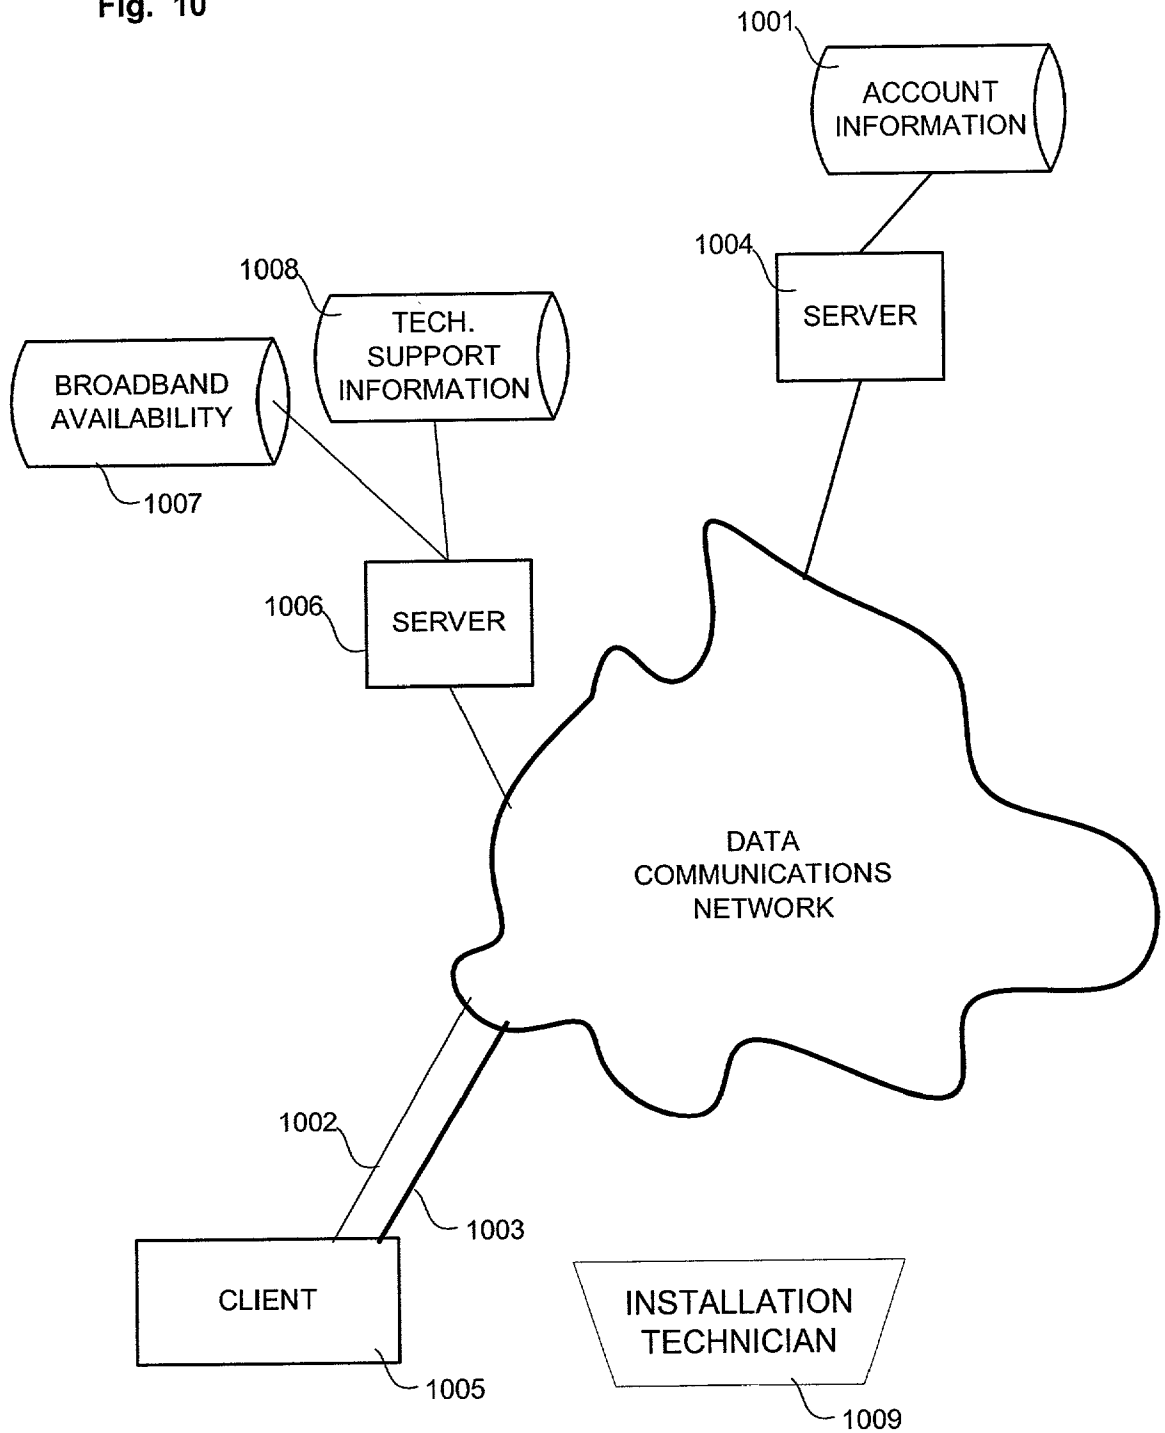 Fig. 10
1001
ACCOUNT
INFORMATION
1004
SERVER
1008
TECH.
SUPPORT
INFORMATION
BROADBAND
AVAILABILITY
1007
1006
SERVER
DATA
COMMUNICATIONS
NETWORK
1002
1003
CLIENT
1005
INSTALLATION
TECHNICIAN
1009